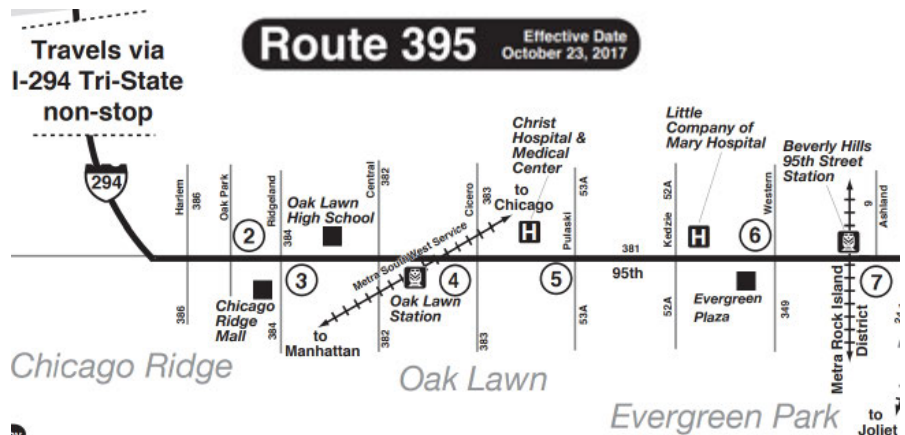 Travels via
I-294 Tri-State
non-stop
Route 395
Effective Date
October 23, 2017
294
Harlem
386
Oak Park
2
Ridgeland
384
Oak Lawn
High School
Central
382
Metra SouthWest Service
Cicero
383
to
Chicago
Christ
Hospital &
Medical
Center
H
Pulaski
53A
381
Kedzie
52A
Little
Company of
Mary Hospital
H
Western
6
Beverly Hills
95th Street
Station
9
Ashland
386
Chicago
Ridge
Mall
384
3
to
Manhattan
382
Oak Lawn
Station
4
383
5
53A
95th
52A
Evergreen
Plaza
349
Metra Rock Island
District
7
Chicago Ridge
Oak Lawn
Evergreen Park
to
Joliet